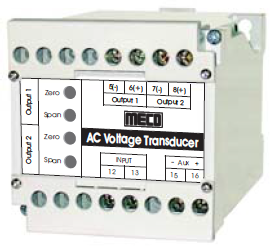 5(-) 6(+) 7(-) 8(+)
Output 1 Output 2
Output 1
Zero
Span
Output 2
Zero
Span
MECO
AC Voltage Transducer
INPUT
12 13
- Aux +
15 16